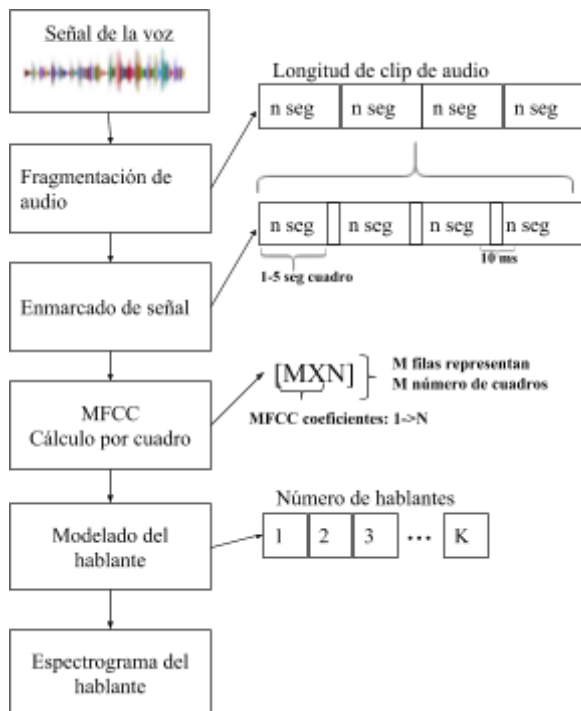 Señal de la voz
Longitud de clip de audio
n seg n seg n seg n seg
Fragmentación de
audio
n seg n seg n seg n seg
10 ms
1-5 seg cuadro
Enmarcado de señal
MFCC
Cálculo por cuadro
[MXN]
M filas representan
M número de cuadros
MFCC coeficientes: 1->N
Número de hablantes
Modelado del
hablante
1 2 3 ... K
Espectrograma del
hablante